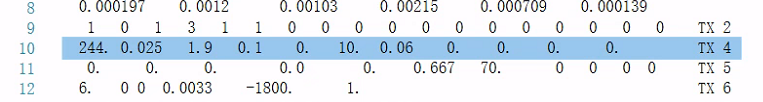 8 0.000197 0.0012 0.00103 0.00215 0.000709 0.000139
9 1 0 1 3 1 1 0 0 0 0 0 0 0 0 0 0 0 TX 2
10 244. 0.025 1.9 0.1 0. 10. 0.06 0. 0. 0. 0. TX 4
11 0. 0. 0. 0.0 0. 0.667 70. 0 0 0 0 TX 5
12 6. 0 0 0.0033 -1800. 1. TX 6